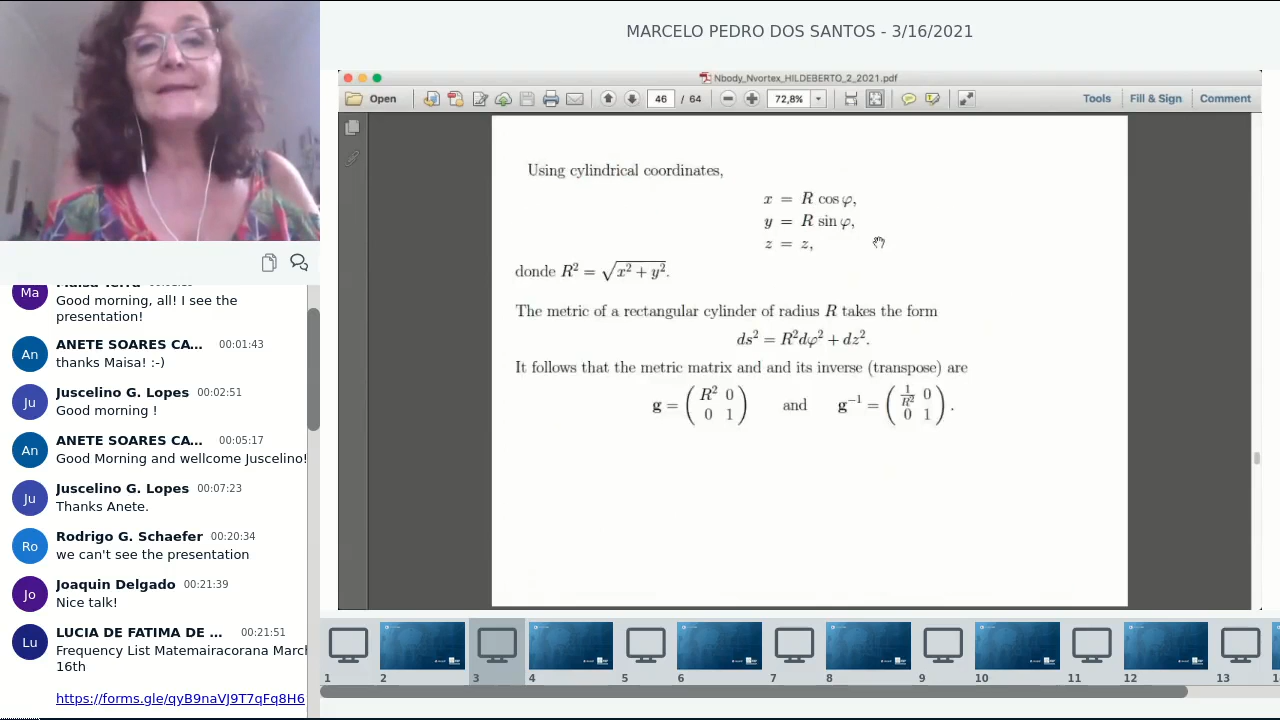 MARCELO PEDRO DOS SANTOS - 3/16/2021
Nbody_Nvortex_HILDEBERTO_2_2021.pdf
Open
46 / 64
72,8%
Tools
Fill & Sign
Comment
Using cylindrical coordinates,
x = R cos φ,
y = R sin φ,
z = z,
donde R² = √x² + y².
The metric of a rectangular cylinder of radius R takes the form
ds² = R²dφ² + dz².
It follows that the metric matrix and and its inverse (transpose) are
g = ( R² 0 0 1 ) and g⁻¹ = ( 1/R² 0 0 1 ) .
Ma
Good morning, all! I see the
presentation!
An
ANETE SOARES CA... 00:01:43
thanks Maisa! :-)
Ju
Juscelino G. Lopes 00:02:51
Good morning !
An
ANETE SOARES CA... 00:05:17
Good Morning and wellcome Juscelino!
Ju
Juscelino G. Lopes 00:07:23
Thanks Anete.
Ro
Rodrigo G. Schaefer 00:20:34
we can't see the presentation
Jo
Joaquin Delgado 00:21:39
Nice talk!
Lu
LUCIA DE FATIMA DE ... 00:21:51
Frequency List Matemairacorana March
16th
https://forms.gle/qyB9naVJ9T7qFq8H6
1 2 3 4 5 6 7 8 9 10 11 12 13